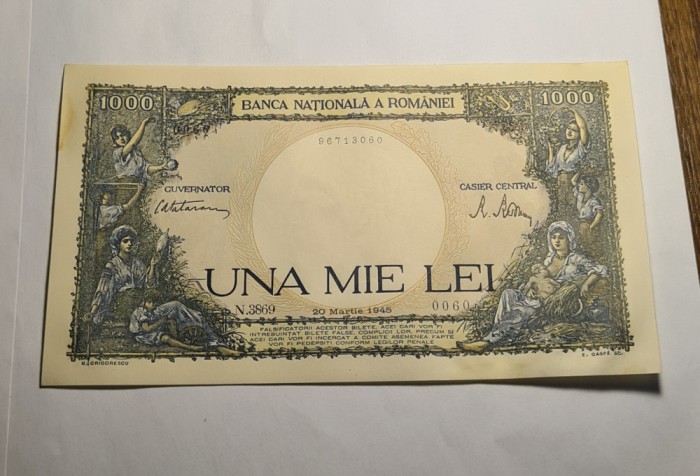 1000
BANCA NAȚIONALĂ A ROMÂNIEI
1000
96713060
GUVERNATOR
CASIER CENTRAL
UNA MIE LEI
N.3869
20 Martie 1945
0060
FALSIFICATORII ACESTOR BILETE, ACEI CARI VOR FI
INTREBUINȚAT BILETE FALSE, COMPLICII LOR, PRECUM ȘI
ACEI CARI VOR FI INCERCAT A COMITE ASEMENEA FAPTE
VOR FI PEDEPSIȚI CONFORM LEGILOR PENALE